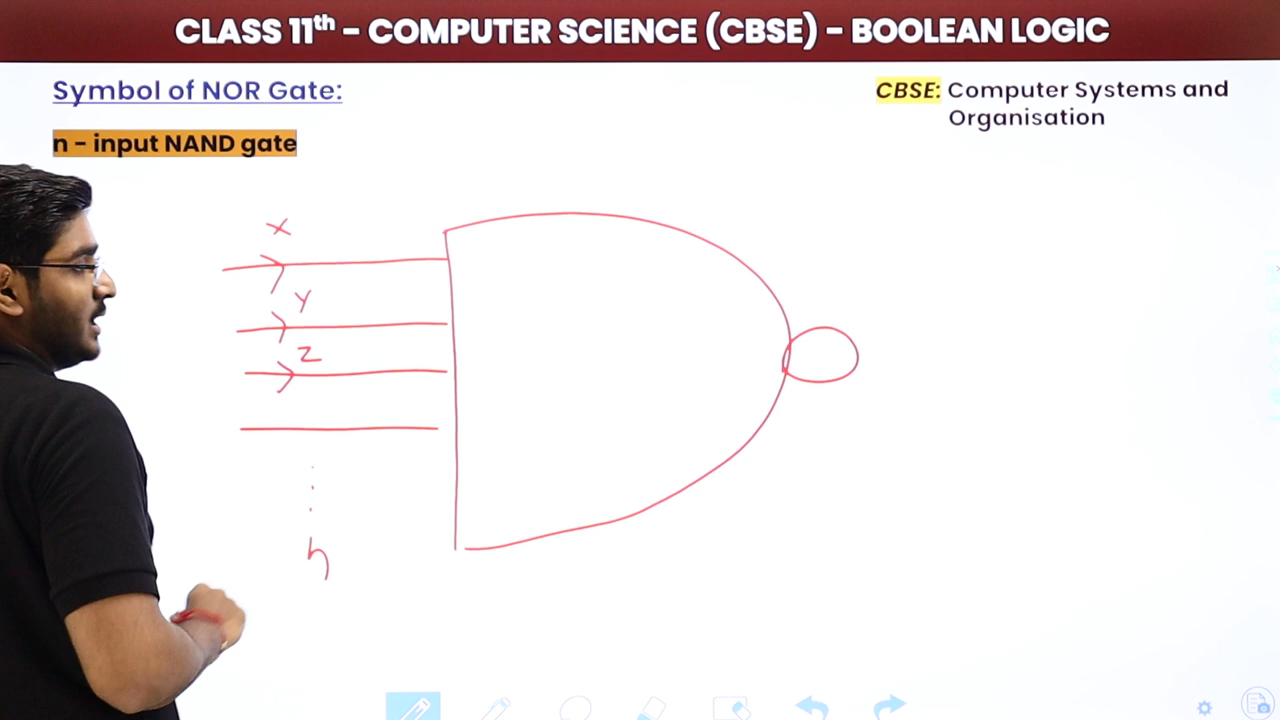 CLASS 11th - COMPUTER SCIENCE (CBSE) - BOOLEAN LOGIC
Symbol of NOR Gate:
CBSE: Computer Systems and
Organisation
n - input NAND gate
X
Y
Z
n